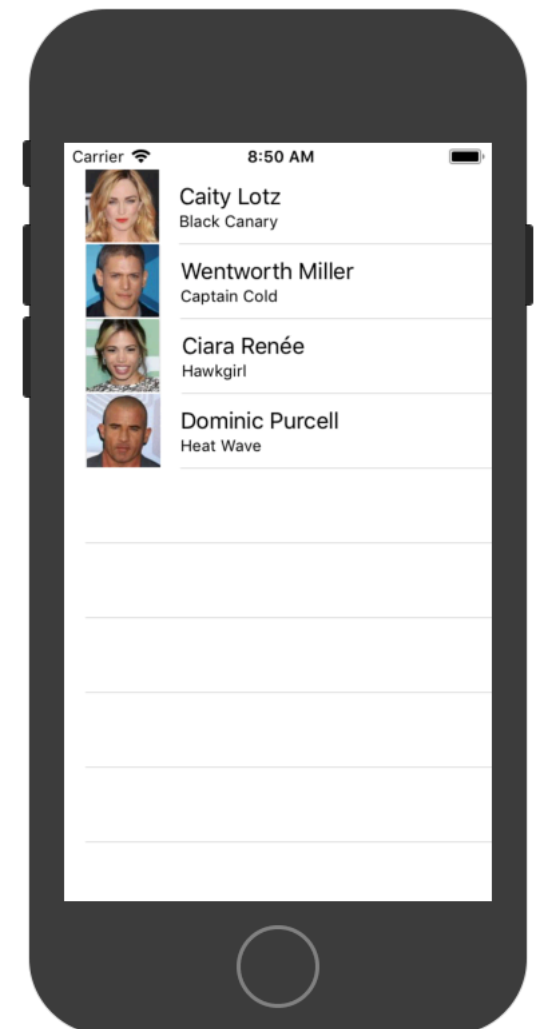 Carrier 8:50 AM
Caity Lotz
Black Canary
Wentworth Miller
Captain Cold
Ciara Renée
Hawkgirl
Dominic Purcell
Heat Wave